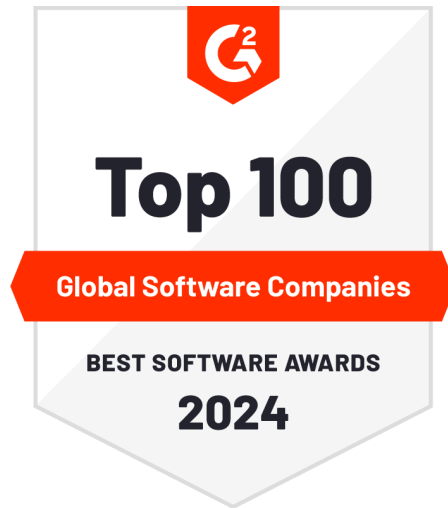 G2
Top 100
Global Software Companies
BEST SOFTWARE AWARDS
2024